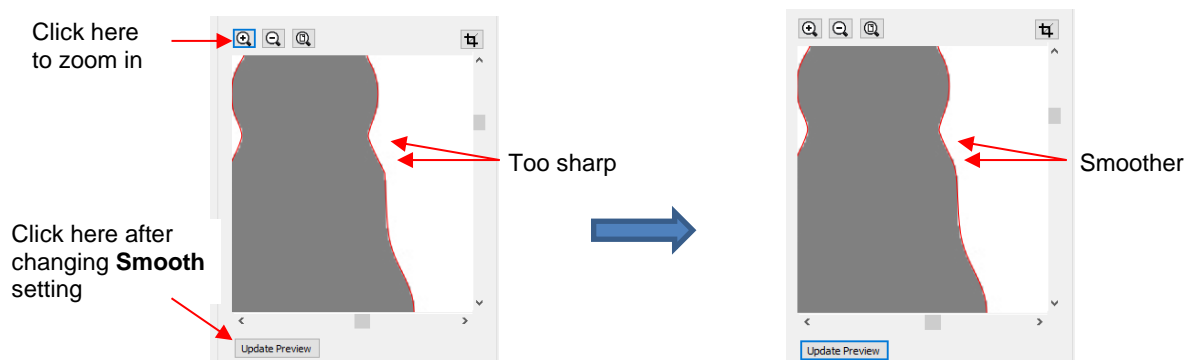 Click here
to zoom in
Too sharp
Click here after
changing Smooth
setting
Update Preview
Smoother
Update Preview